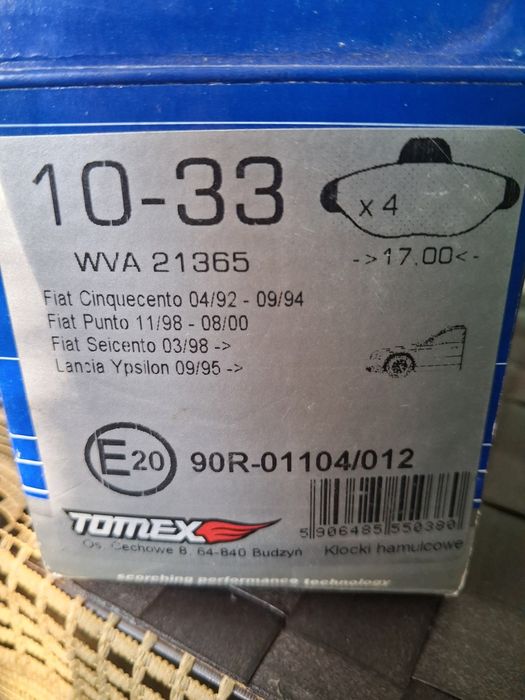 10-33
x 4
WVA 21365
->17.00<-
Fiat Cinquecento 04/92 - 09/94
Fiat Punto 11/98 - 08/00
Fiat Seicento 03/98 ->
Lancia Ypsilon 09/95 ->
E20 90R-01104/012
TOMEX
5 906485 550380
Os. Cechowe 8, 64-840 Budzyń
Klocki hamulcowe
scorching performance technology